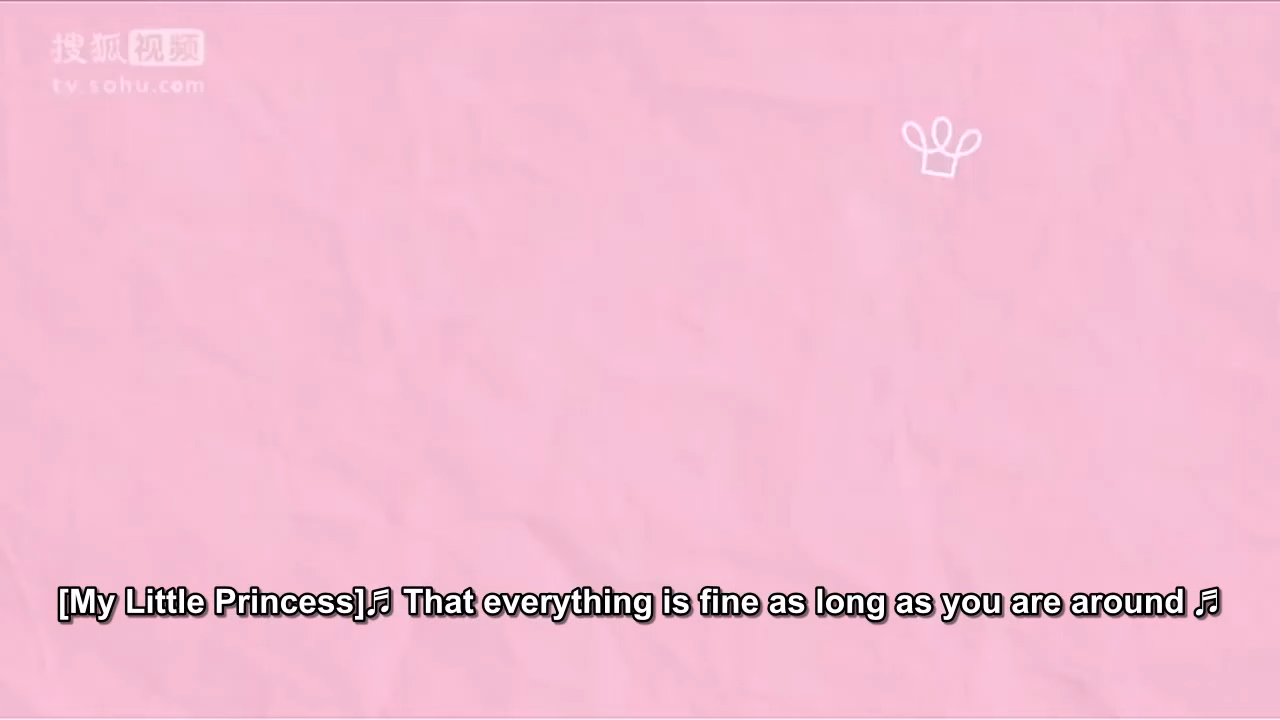 搜狐视频
tv.sohu.com
[My Little Princess]♬ That everything is fine as long as you are around ♬